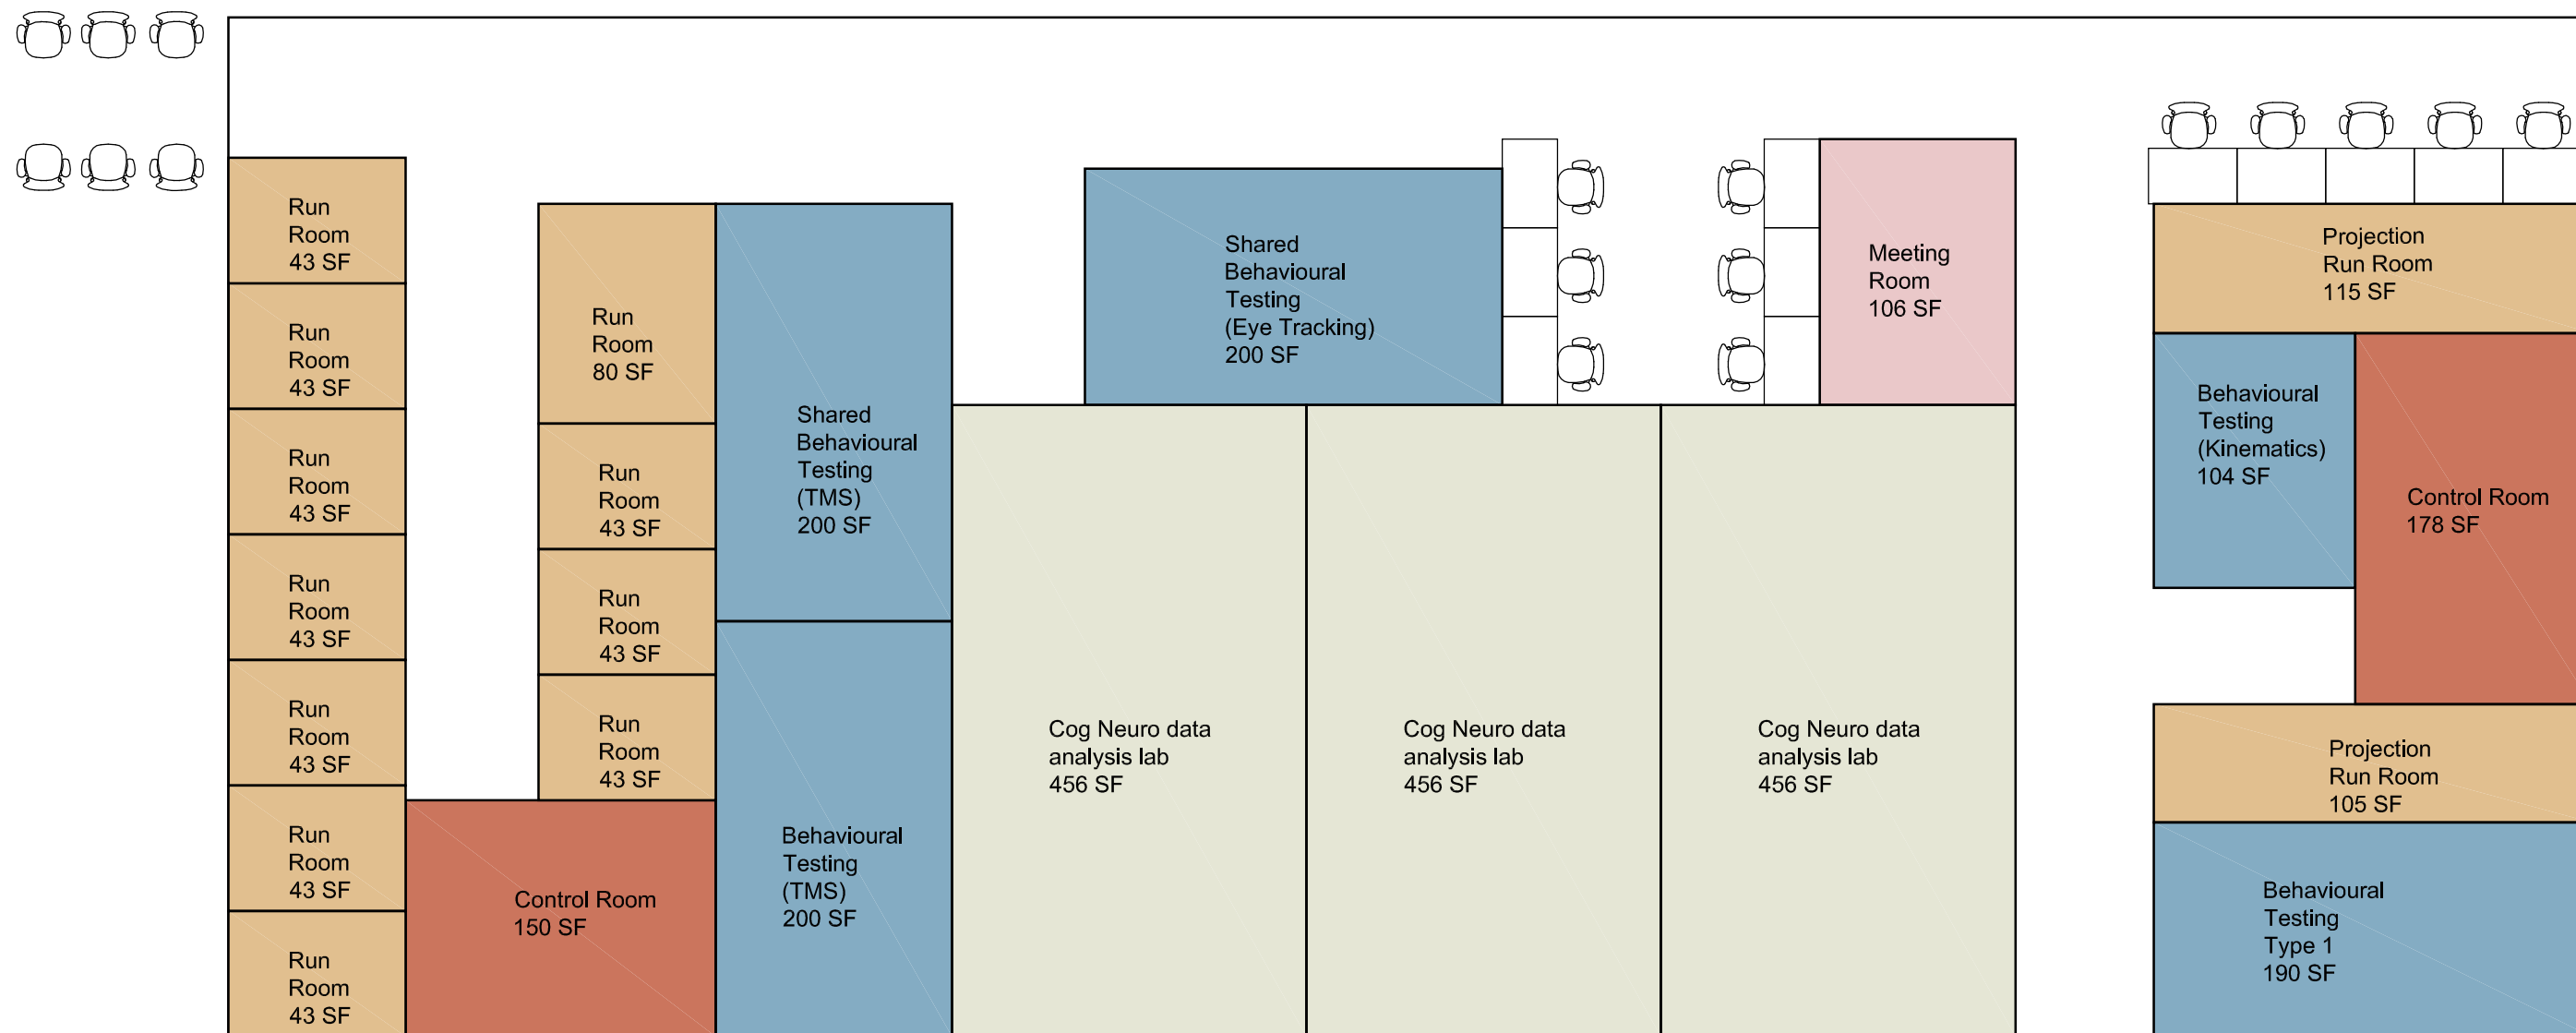 Run
Room
43 SF
Run
Room
43 SF
Run
Room
43 SF
Run
Room
43 SF
Run
Room
43 SF
Run
Room
43 SF
Run
Room
43 SF
Run
Room
80 SF
Run
Room
43 SF
Run
Room
43 SF
Run
Room
43 SF
Control Room
150 SF
Shared
Behavioural
Testing
(TMS)
200 SF
Behavioural
Testing
(TMS)
200 SF
Shared
Behavioural
Testing
(Eye Tracking)
200 SF
Meeting
Room
106 SF
Cog Neuro data
analysis lab
456 SF
Cog Neuro data
analysis lab
456 SF
Cog Neuro data
analysis lab
456 SF
Projection
Run Room
115 SF
Behavioural
Testing
(Kinematics)
104 SF
Control Room
178 SF
Projection
Run Room
105 SF
Behavioural
Testing
Type 1
190 SF